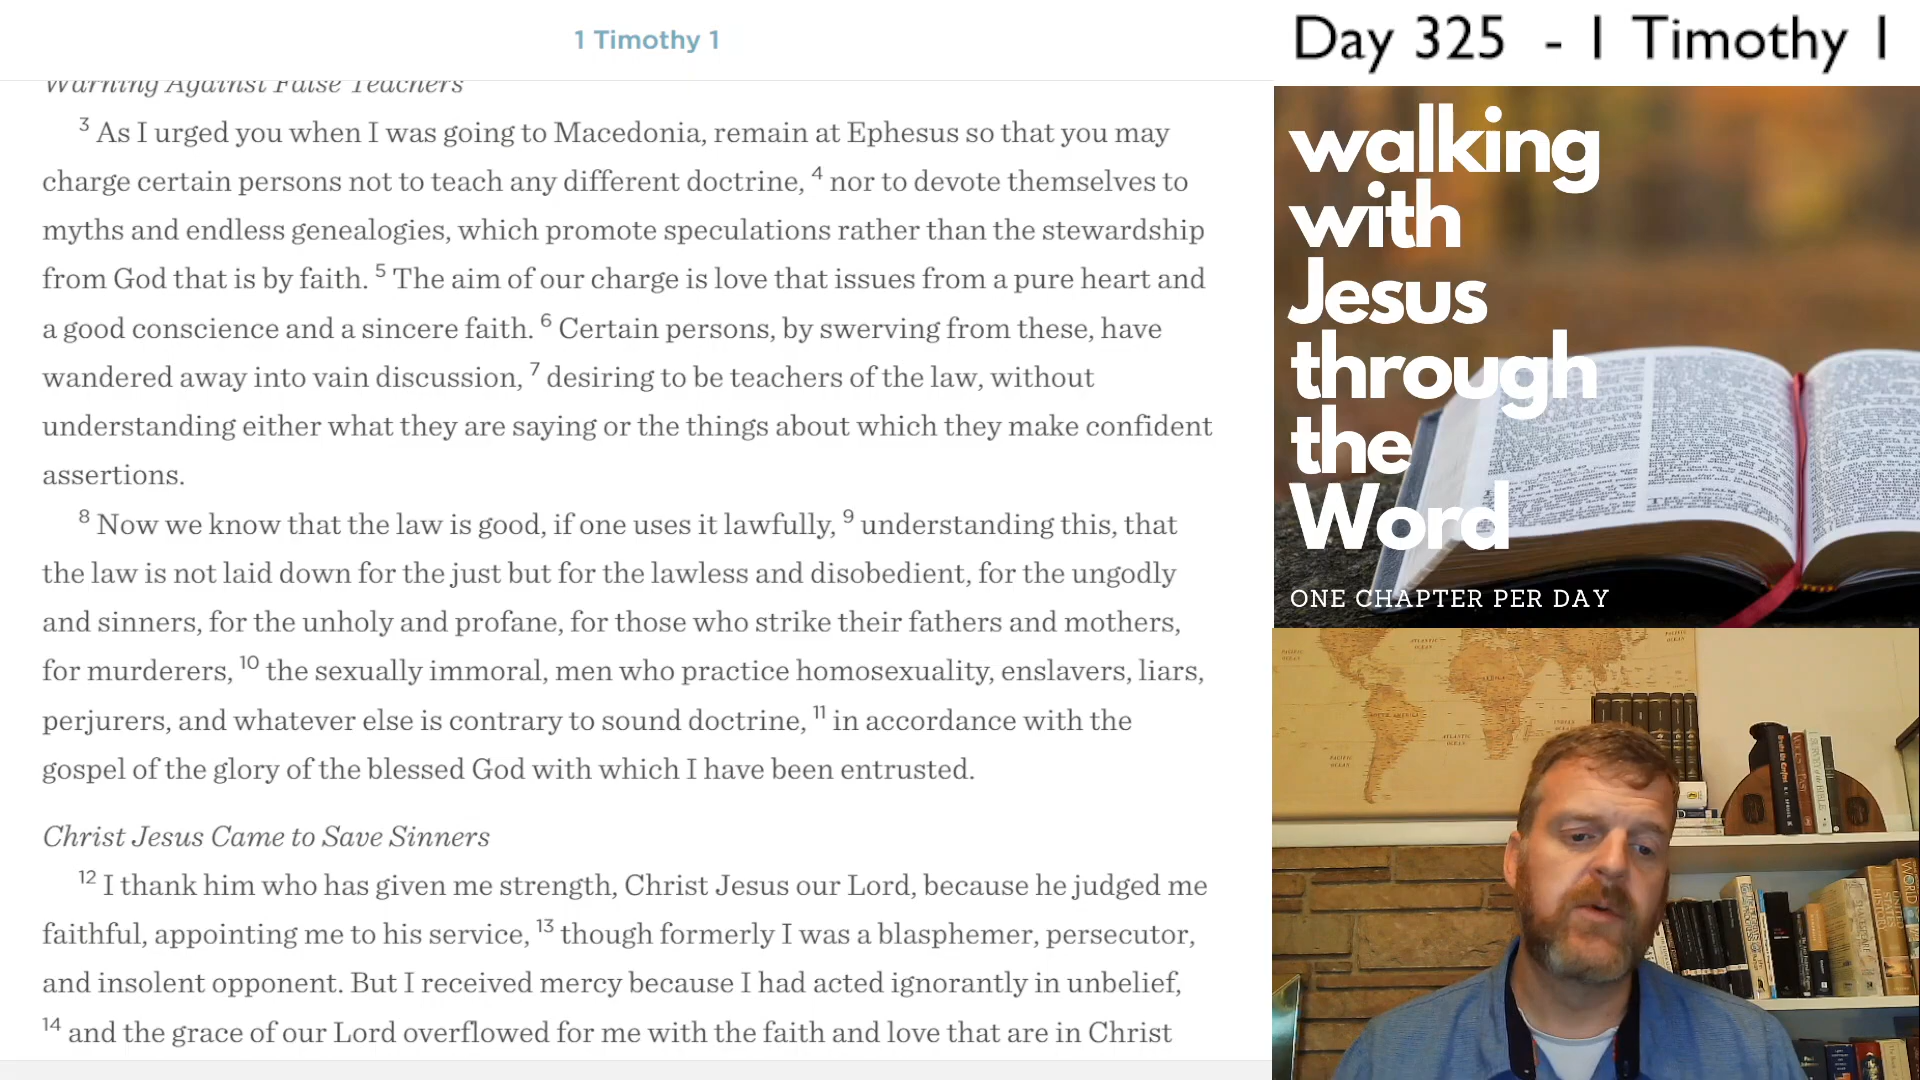 1 Timothy 1
Warning Against False Teachers
3 As I urged you when I was going to Macedonia, remain at Ephesus so that you may
charge certain persons not to teach any different doctrine, 4 nor to devote themselves to
myths and endless genealogies, which promote speculations rather than the stewardship
from God that is by faith. 5 The aim of our charge is love that issues from a pure heart and
a good conscience and a sincere faith. 6 Certain persons, by swerving from these, have
wandered away into vain discussion, 7 desiring to be teachers of the law, without
understanding either what they are saying or the things about which they make confident
assertions.
8 Now we know that the law is good, if one uses it lawfully, 9 understanding this, that
the law is not laid down for the just but for the lawless and disobedient, for the ungodly
and sinners, for the unholy and profane, for those who strike their fathers and mothers,
for murderers, 10 the sexually immoral, men who practice homosexuality, enslavers, liars,
perjurers, and whatever else is contrary to sound doctrine, 11 in accordance with the
gospel of the glory of the blessed God with which I have been entrusted.
Christ Jesus Came to Save Sinners
12 I thank him who has given me strength, Christ Jesus our Lord, because he judged me
faithful, appointing me to his service, 13 though formerly I was a blasphemer, persecutor,
and insolent opponent. But I received mercy because I had acted ignorantly in unbelief,
14 and the grace of our Lord overflowed for me with the faith and love that are in Christ
Day 325 - 1 Timothy 1
walking
with
Jesus
through
the
Word
ONE CHAPTER PER DAY
SOUTH AMERICA
AFRICA
ATLANTIC
OCEAN
PACIFIC
OCEAN